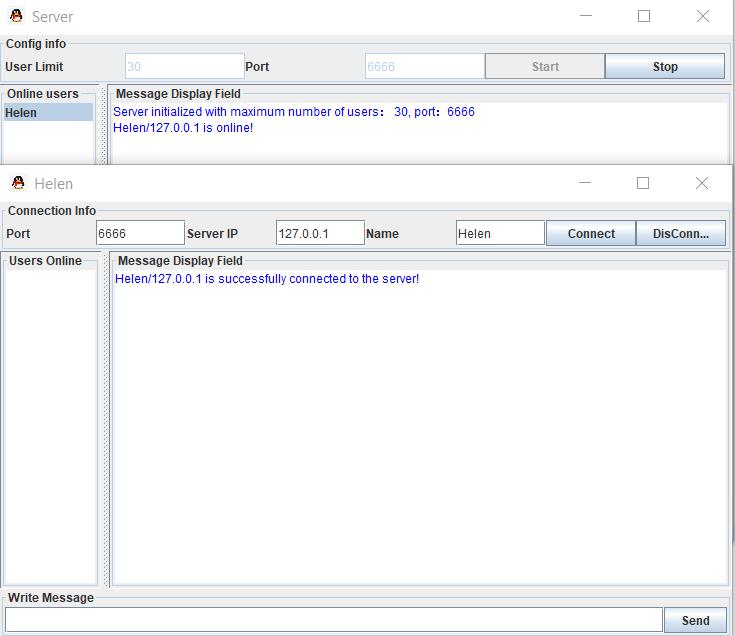 Server
Config info
User Limit 30 Port 6666 Start Stop
Online users
Helen
Message Display Field
Server initialized with maximum number of users： 30, port：6666
Helen/127.0.0.1 is online!
Helen
Connection Info
Port 6666 Server IP 127.0.0.1 Name Helen Connect DisConn...
Users Online
Message Display Field
Helen/127.0.0.1 is successfully connected to the server!
Write Message
Send